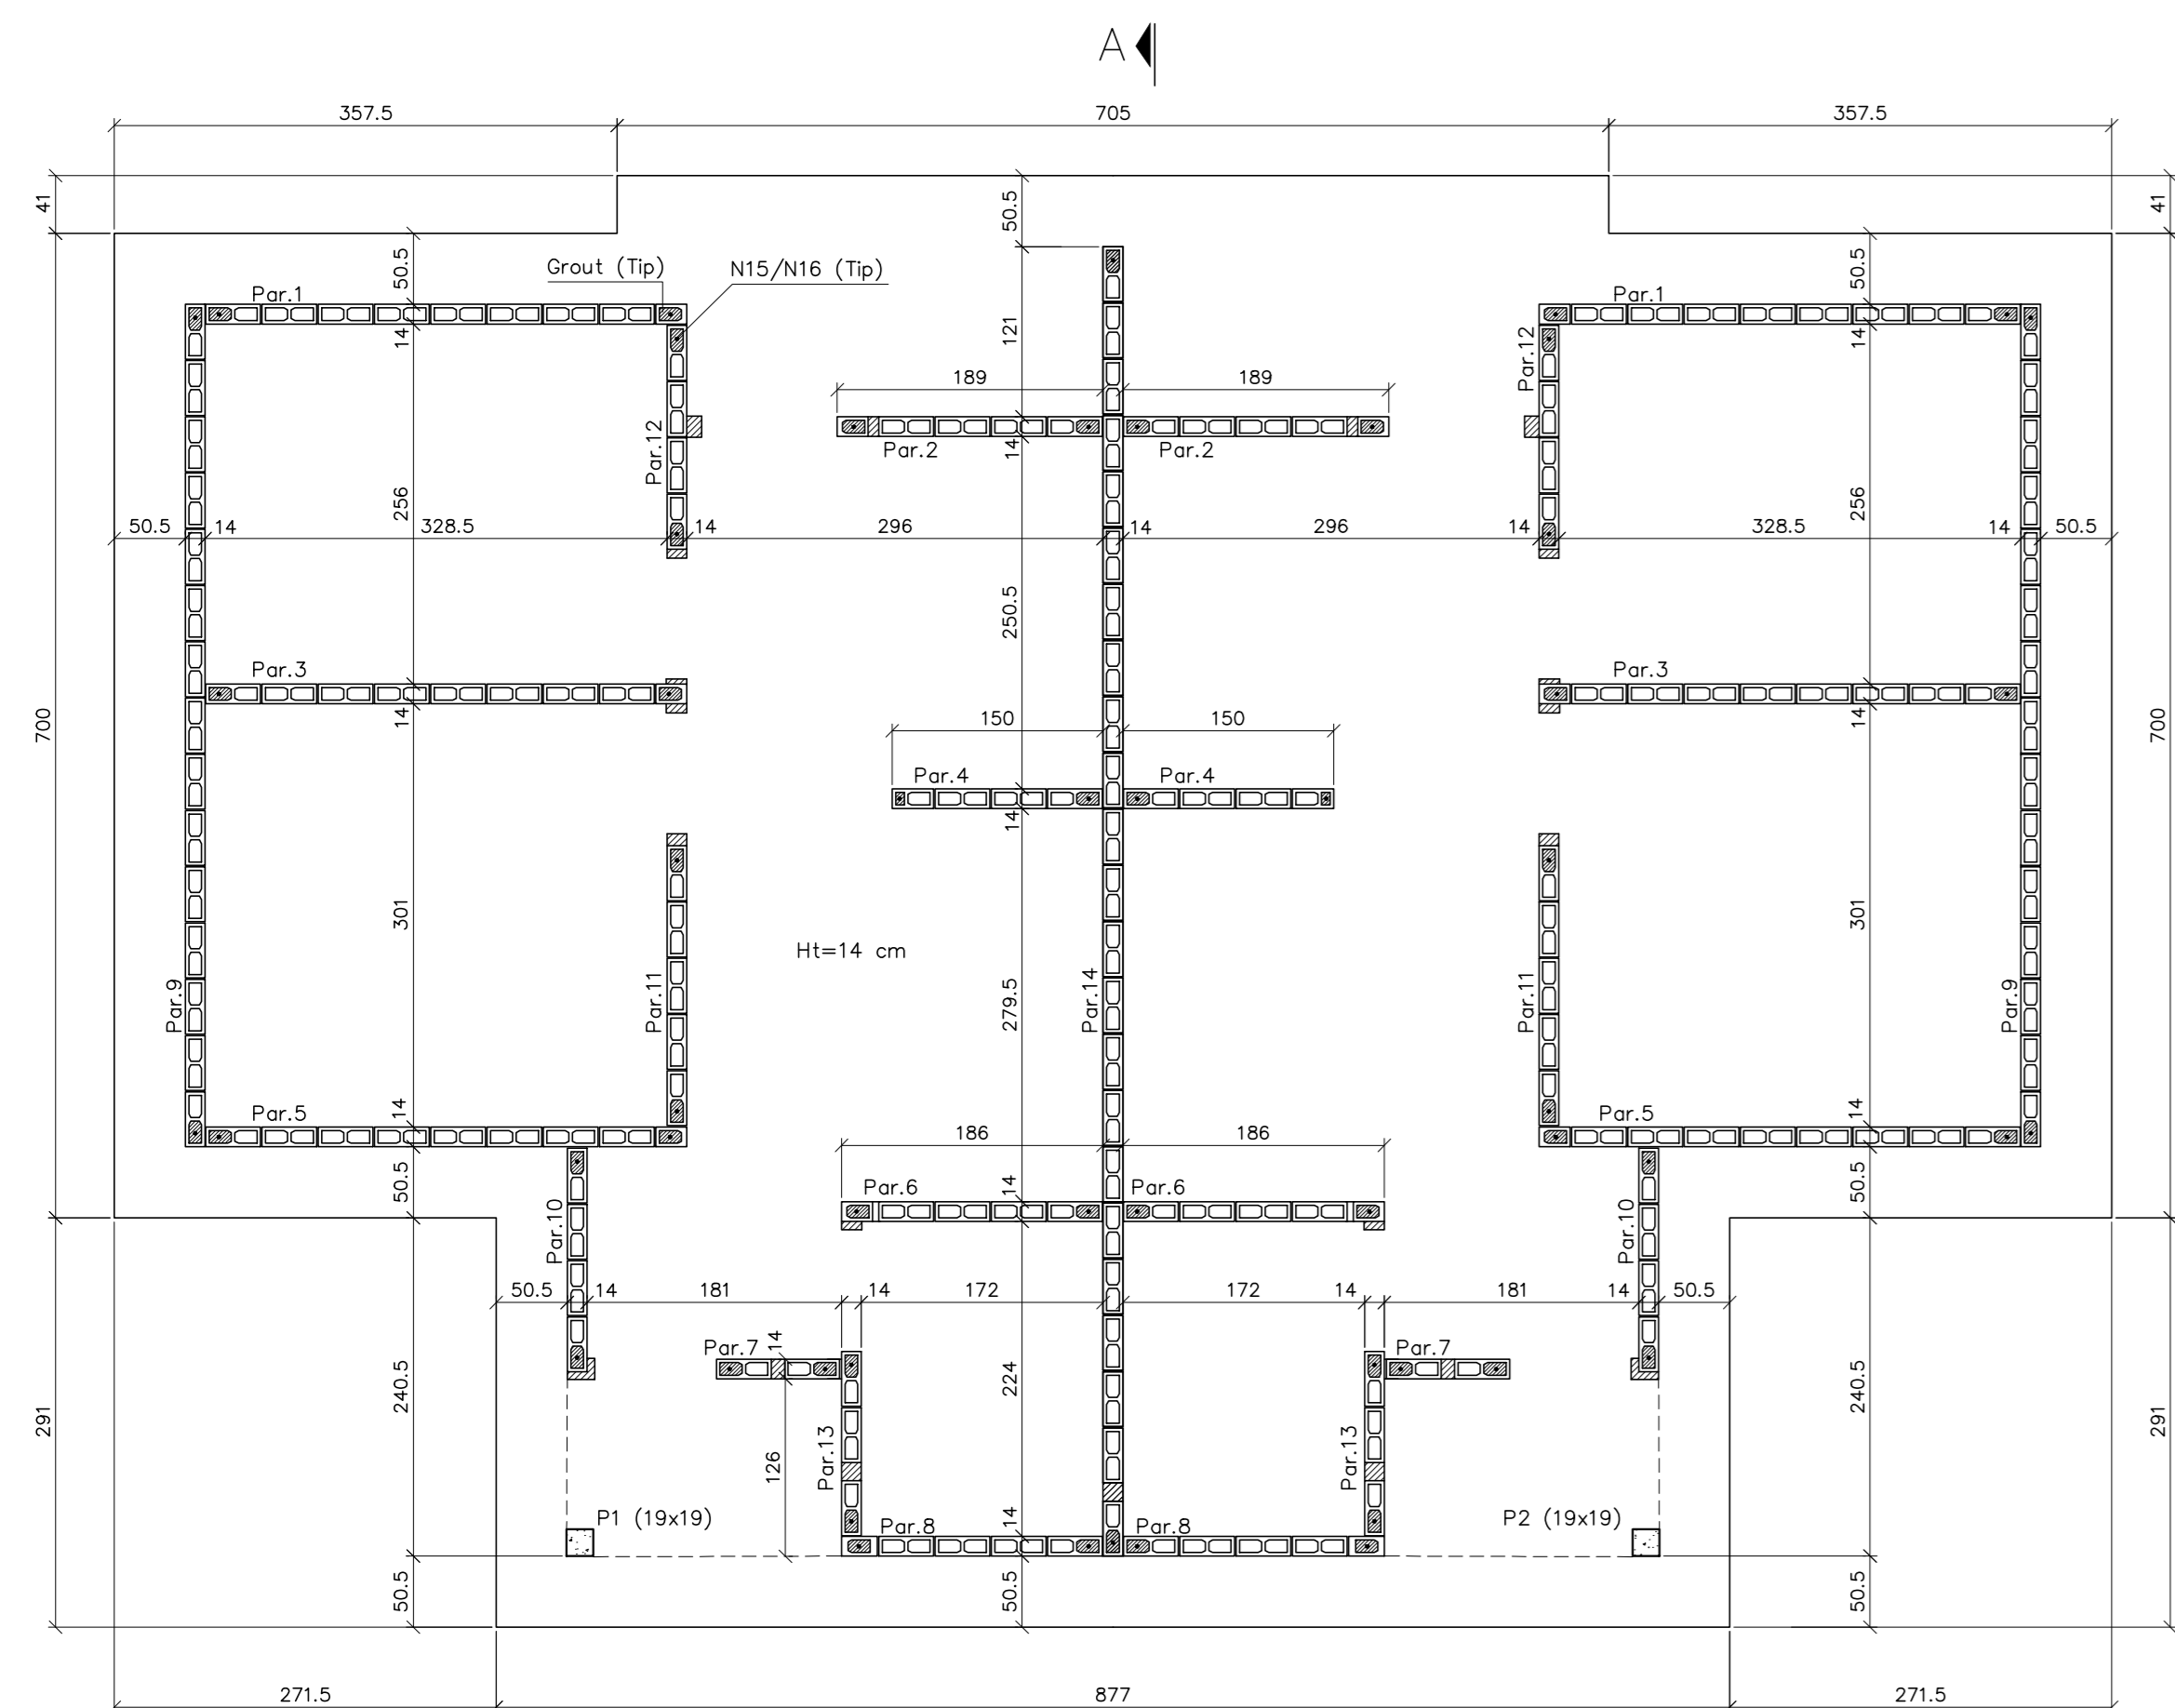 A
357.5 705 357.5
41 50.5 41
50.5 50.5
Grout (Tip) N15/N16 (Tip)
Par.1 Par.1
14 121 Par.12 14
189 189
Par.12 Par.2 14 Par.2
256 256
50.5 14 328.5 14 296 14 296 14 328.5 14 50.5
250.5
Par.3 Par.3
700 14 150 150 14 700
Par.4 Par.4
14
301 301
Ht=14 cm
Par.9 Par.11 279.5 Par.14 Par.11 Par.9
Par.5 14 Par.5 14
186 186
50.5 Par.6 14 Par.6 50.5
Par.10 Par.10
50.5 14 181 14 172 172 14 181 14 50.5
Par.7 14 Par.7
291 240.5 224 240.5 291
126 Par.13 Par.13
P1 (19x19) Par.8 14 Par.8 P2 (19x19)
50.5 50.5 50.5
271.5 877 271.5